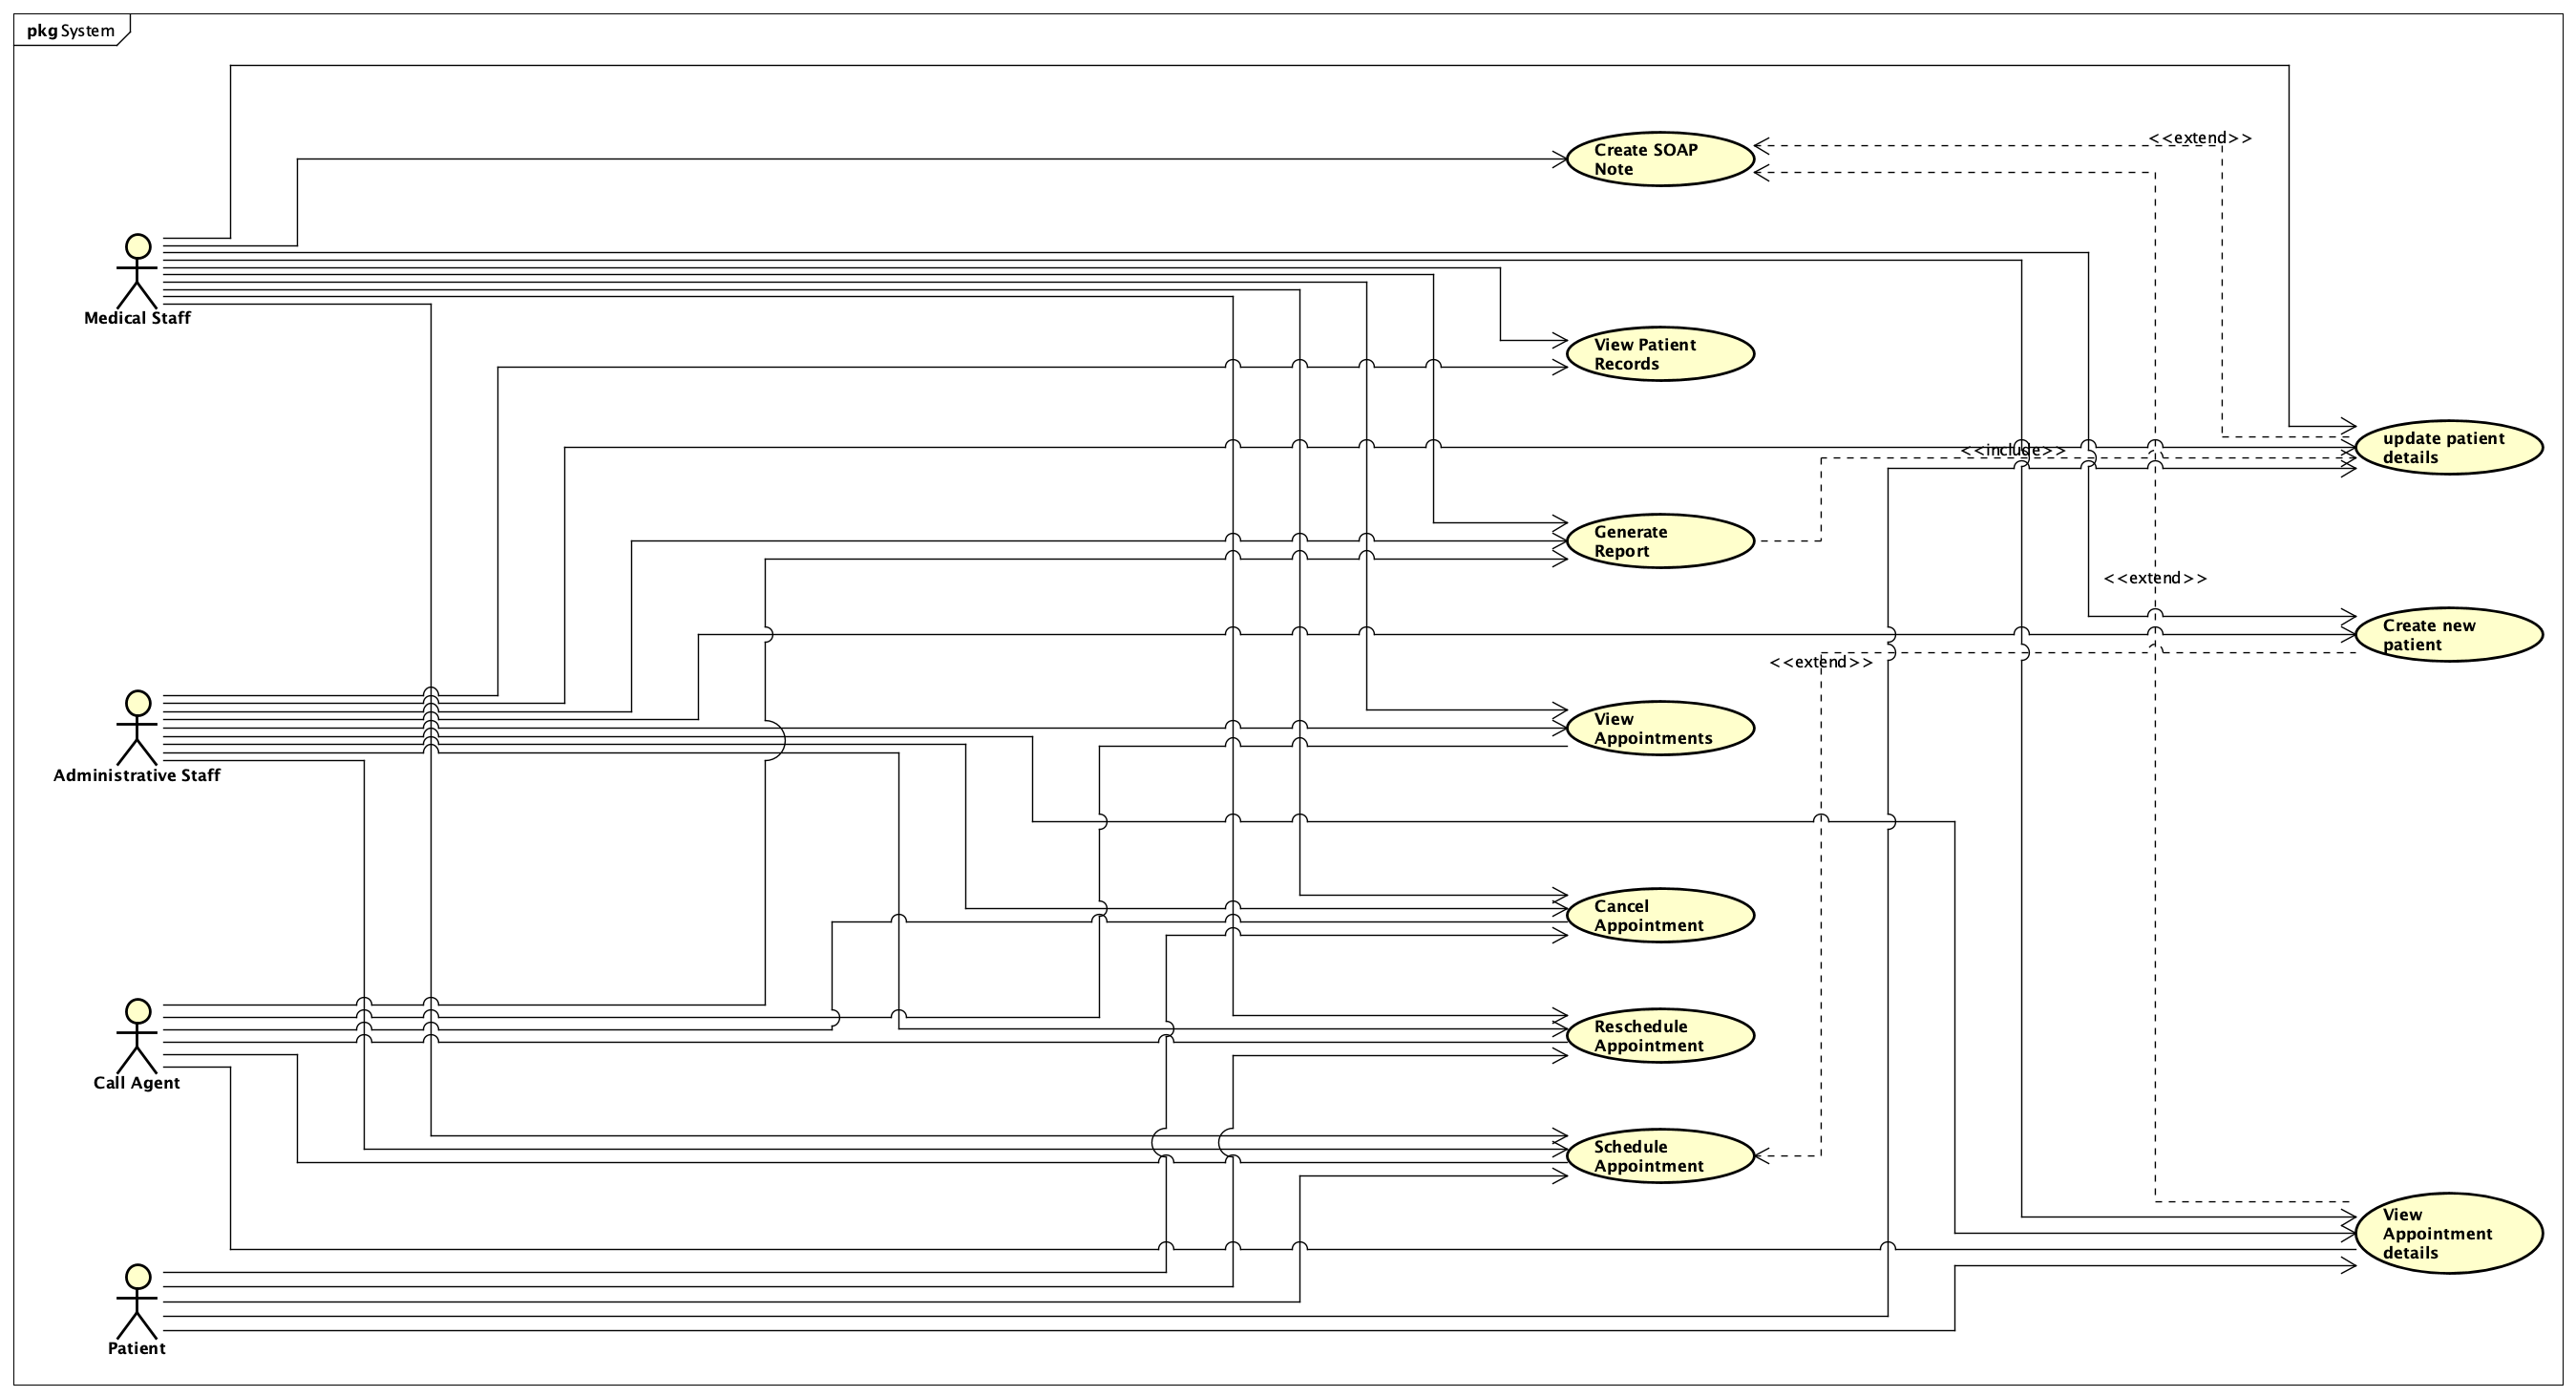 pkg System
<<extend>>
Create SOAP
Note
Medical Staff
View Patient
Records
update patient
details
<<include>>
Generate
Report
<<extend>>
Create new
patient
<<extend>>
View
Appointments
Administrative Staff
Cancel
Appointment
Reschedule
Appointment
Call Agent
Schedule
Appointment
View
Appointment
details
Patient